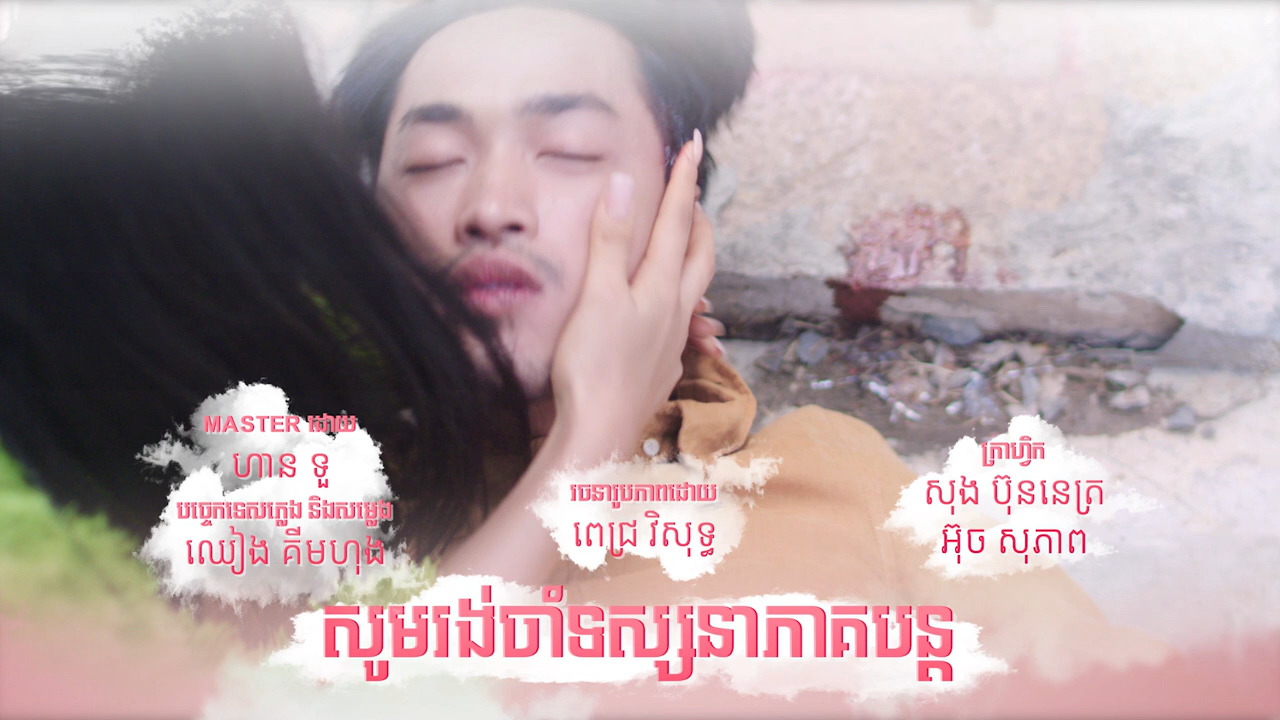 MASTER ដោយ
ហាន ទួ
បច្ចេកទេសភ្លេង និងសម្លេង
ឈៀង គីមហុង
រចនារូបភាពដោយ
ពេជ្រ វិសុទ្ធ
ក្រាហ្វិក
សុង ប៊ុននេត្រ
អ៊ុច សុភាព
សូមរង់ចាំទស្សនាភាគបន្ត